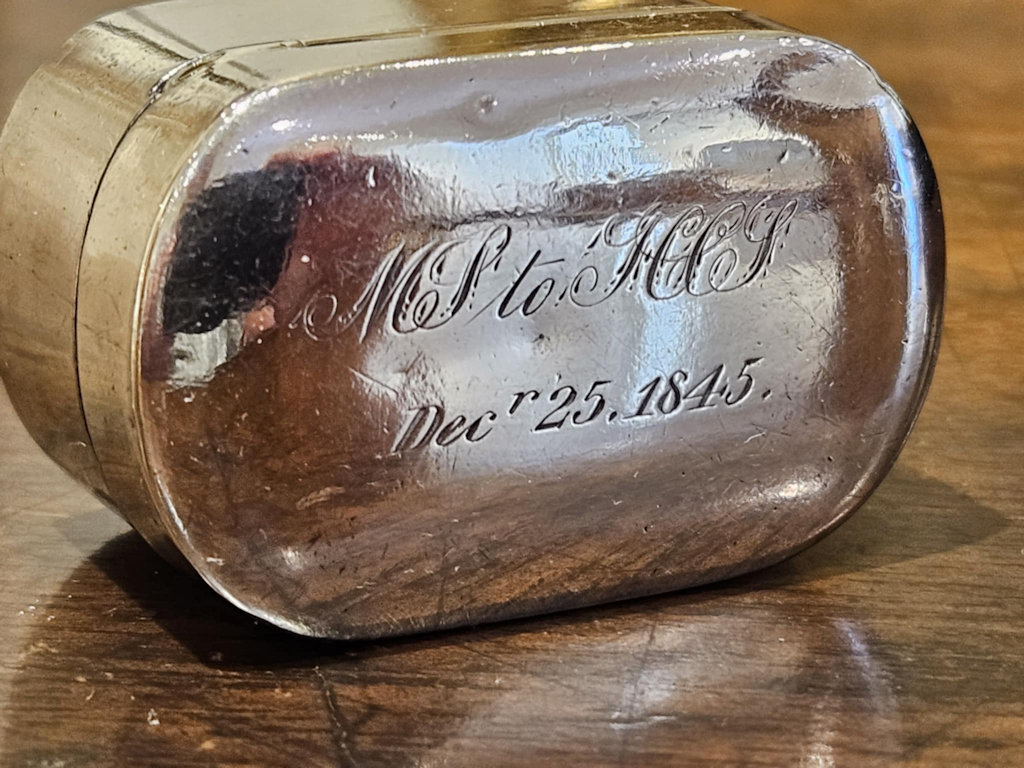 MS to HCS
Decr 25. 1845.